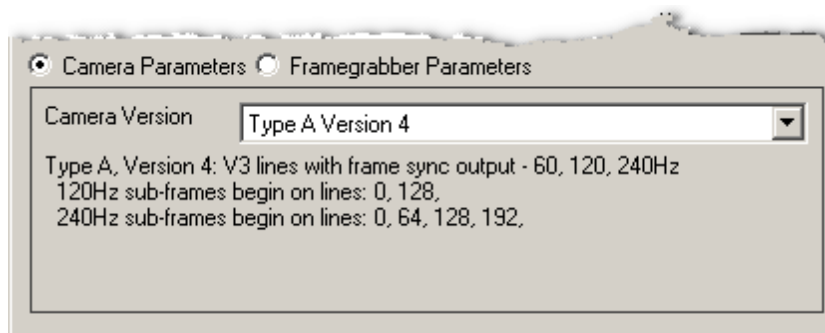 Camera Parameters Framegrabber Parameters
Camera Version Type A Version 4
Type A, Version 4: V3 lines with frame sync output - 60, 120, 240Hz
120Hz sub-frames begin on lines: 0, 128,
240Hz sub-frames begin on lines: 0, 64, 128, 192,